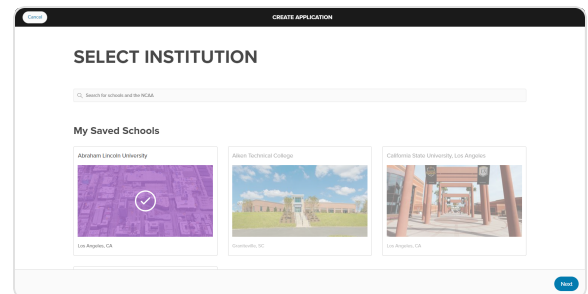 Cancel
CREATE APPLICATION
SELECT INSTITUTION
Search for schools and the NCAA
My Saved Schools
Abraham Lincoln University
Aiken Technical College
California State University, Los Angeles
Los Angeles, CA
Graniteville, SC
Los Angeles, CA
Next